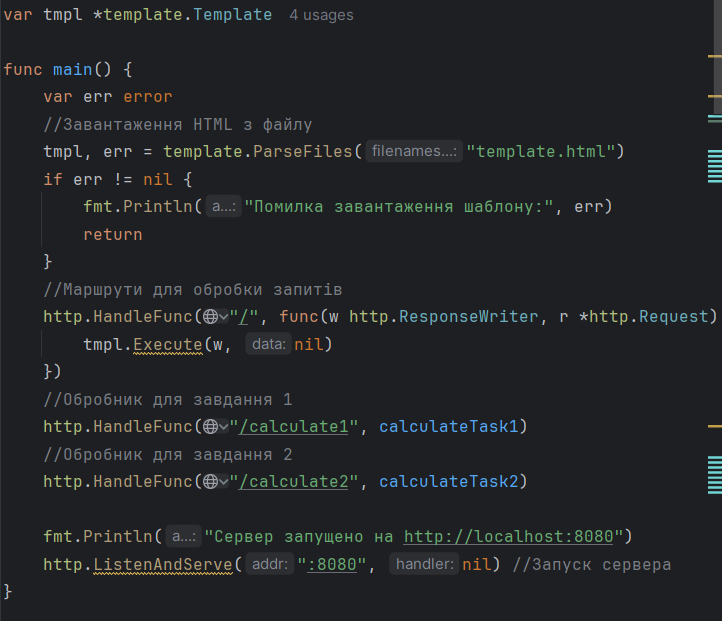 var tmpl *template.Template 4 usages
func main() {
var err error
//Завантаження HTML з файлу
tmpl, err = template.ParseFiles( filenames...: "template.html")
if err != nil {
fmt.Println( a...: "Помилка завантаження шаблону:", err)
return
}
//Маршрути для обробки запитів
http.HandleFunc("/", func(w http.ResponseWriter, r *http.Request)
tmpl.Execute(w, data: nil)
})
//Обробник для завдання 1
http.HandleFunc("/calculate1", calculateTask1)
//Обробник для завдання 2
http.HandleFunc("/calculate2", calculateTask2)
fmt.Println( a...: "Сервер запущено на http://localhost:8080")
http.ListenAndServe( addr: ":8080", handler: nil) //Запуск сервера
}